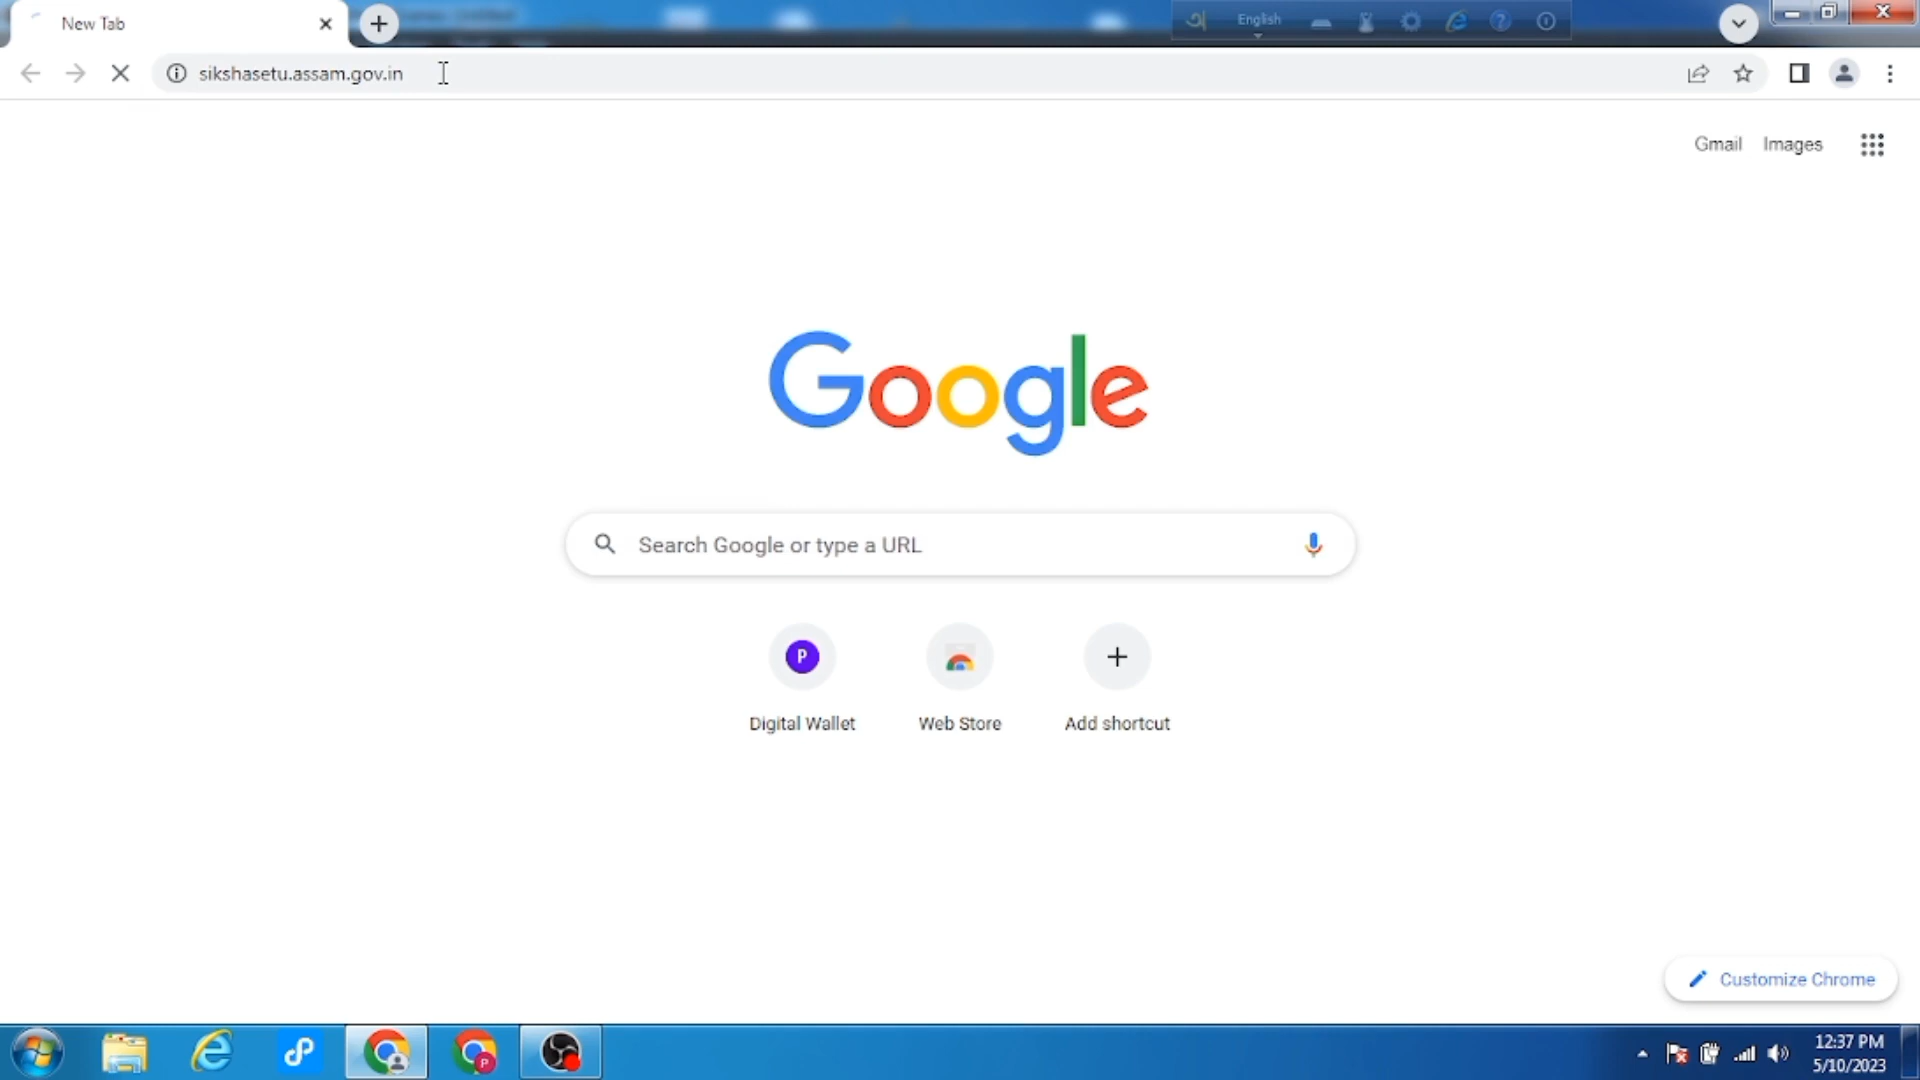 New Tab
English
sikshasetu.assam.gov.in
Gmail Images
Google
Search Google or type a URL
P
Digital Wallet
Web Store
Add shortcut
Customize Chrome
P
12:37 PM
5/10/2023